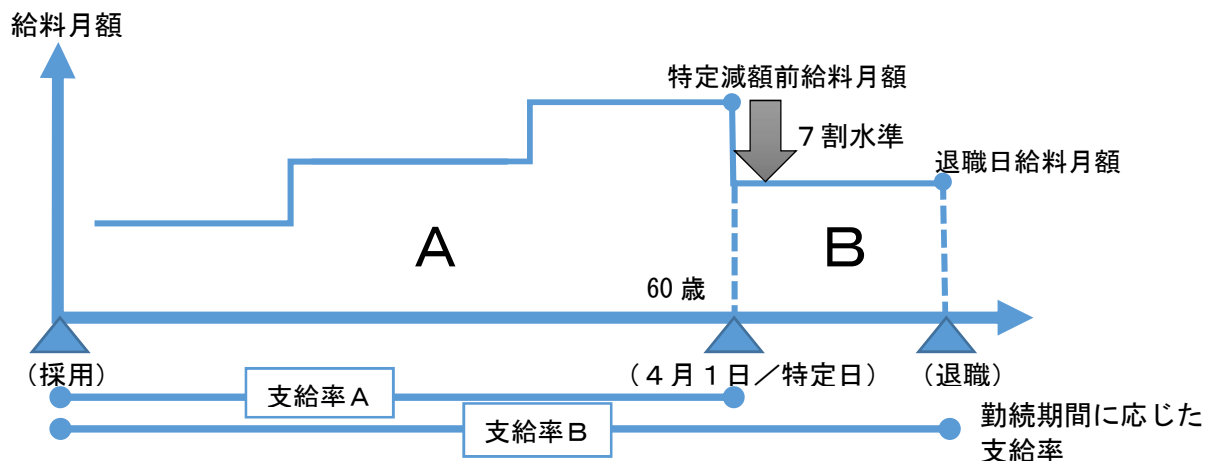 給料月額
特定減額前給料月額
７割水準
退職日給料月額
A
B
60歳
（採用）
（４月１日／特定日）
（退職）
支給率Ａ
支給率Ｂ
勤続期間に応じた
支給率